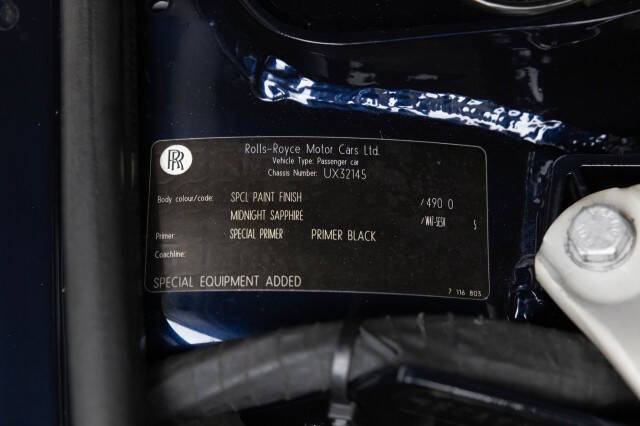 RR
Rolls-Royce Motor Cars Ltd.
Vehicle Type: Passenger car
Chassis Number: UX32145
Body colour/code: SPCL PAINT FINISH /490 0
MIDNIGHT SAPPHIRE S
Primer: SPECIAL PRIMER PRIMER BLACK
Coachline:
SPECIAL EQUIPMENT ADDED
7 116 803